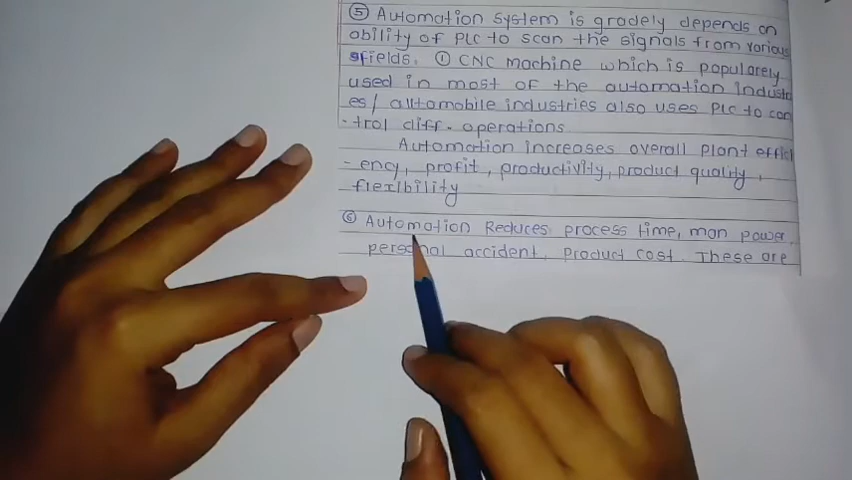 ⑤ Automation system is gradely depends on
obility of PLC to scan the signals from various
fields. ① CNC machine which is popularely
used in most of the automation industr
es/ automobile industries also uses PLC to con
-trol diff. operations
Automation increases overall plant effici
-ency, profit, productivity, product quality,
flexibility
⑥ Automation Reduces process time, man power,
personal accident, product cost. These are